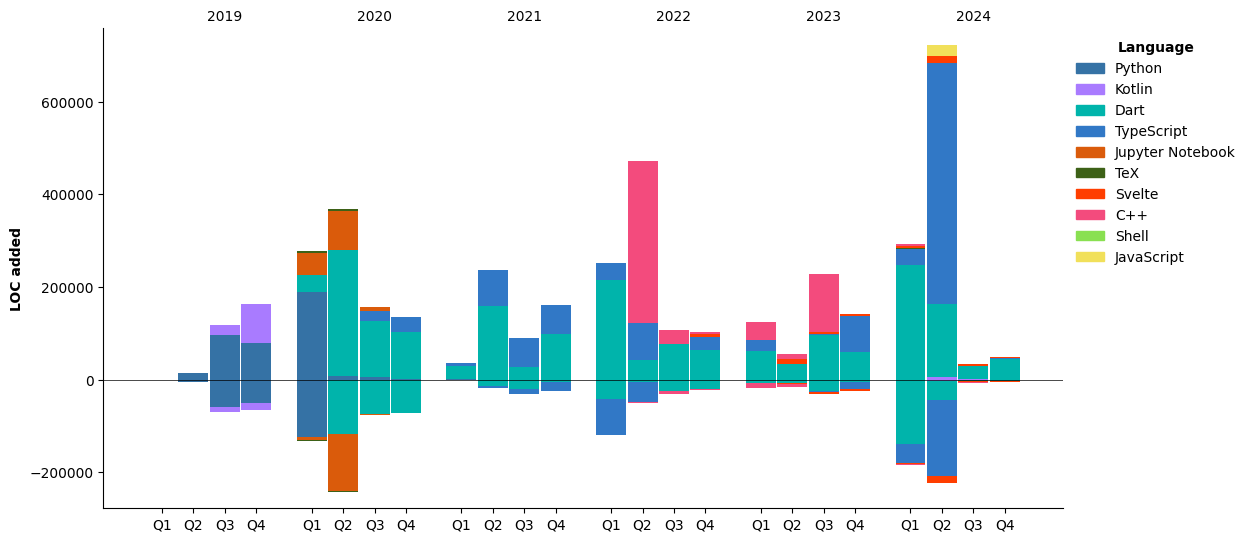 2019 2020 2021 2022 2023 2024
Language
Python
Kotlin
Dart
TypeScript
Jupyter Notebook
TeX
Svelte
C++
Shell
JavaScript
LOC added
600000
400000
200000
0
−200000
Q1 Q2 Q3 Q4 Q1 Q2 Q3 Q4 Q1 Q2 Q3 Q4 Q1 Q2 Q3 Q4 Q1 Q2 Q3 Q4 Q1 Q2 Q3 Q4